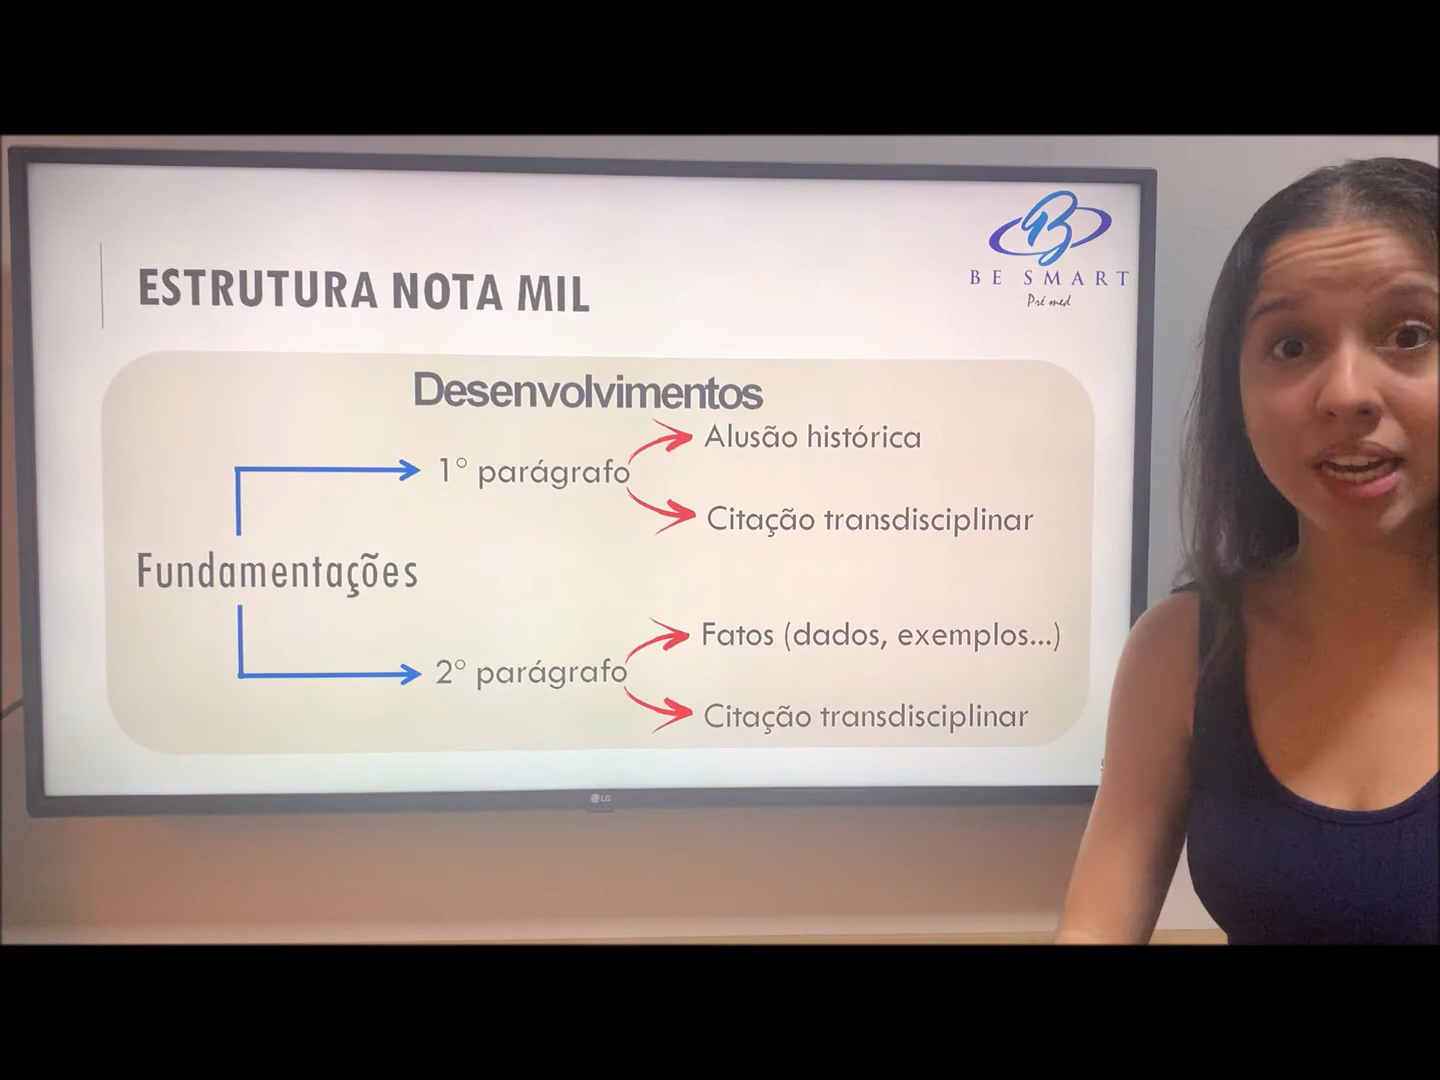 BE SMART
Pré med
ESTRUTURA NOTA MIL
Desenvolvimentos
Fundamentações
1° parágrafo
Alusão histórica
Citação transdisciplinar
2° parágrafo
Fatos (dados, exemplos...)
Citação transdisciplinar
LG